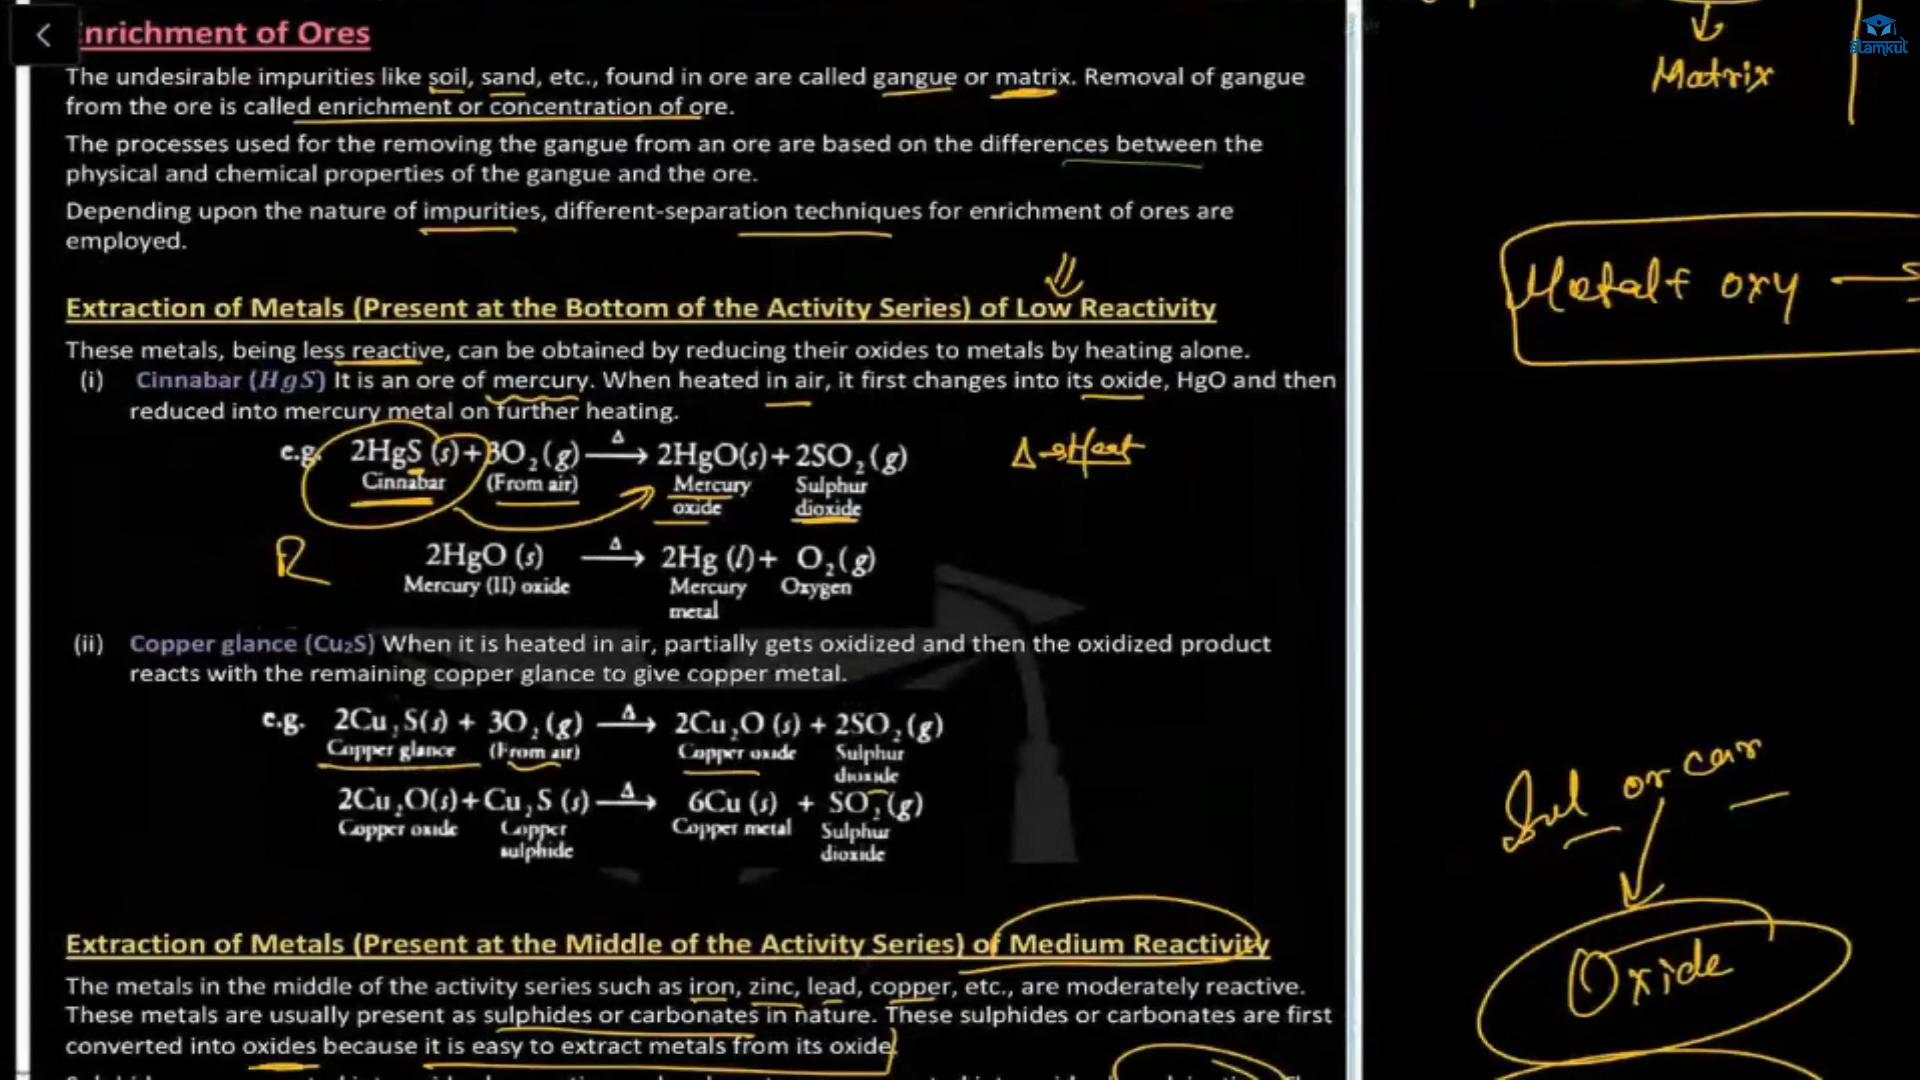 nrichment of Ores
The undesirable impurities like soil, sand, etc., found in ore are called gangue or matrix. Removal of gangue
from the ore is called enrichment or concentration of ore.
The processes used for the removing the gangue from an ore are based on the differences between the
physical and chemical properties of the gangue and the ore.
Depending upon the nature of impurities, different-separation techniques for enrichment of ores are
employed.
Extraction of Metals (Present at the Bottom of the Activity Series) of Low Reactivity
These metals, being less reactive, can be obtained by reducing their oxides to metals by heating alone.
(i) Cinnabar (HgS) It is an ore of mercury. When heated in air, it first changes into its oxide, HgO and then
reduced into mercury metal on further heating.
e.g. 2HgS (s) + 3O₂ (g) —Δ→ 2HgO(s) + 2SO₂ (g)
Cinnabar (From air) Mercury Sulphur
oxide dioxide
Δ → Heat
R
2HgO (s) —Δ→ 2Hg (l) + O₂ (g)
Mercury (II) oxide Mercury Oxygen
metal
(ii) Copper glance (Cu₂S) When it is heated in air, partially gets oxidized and then the oxidized product
reacts with the remaining copper glance to give copper metal.
e.g. 2Cu₂S(s) + 3O₂ (g) —Δ→ 2Cu₂O (s) + 2SO₂ (g)
Copper glance (From air) Copper oxide Sulphur
dioxide
2Cu₂O(s) + Cu₂S (s) —Δ→ 6Cu (s) + SO₂ (g)
Copper oxide Copper Copper metal Sulphur
sulphide dioxide
Extraction of Metals (Present at the Middle of the Activity Series) of Medium Reactivity
The metals in the middle of the activity series such as iron, zinc, lead, copper, etc., are moderately reactive.
These metals are usually present as sulphides or carbonates in nature. These sulphides or carbonates are first
converted into oxides because it is easy to extract metals from its oxide.
Matrix
Metal + oxy →
Sul or car
Oxide